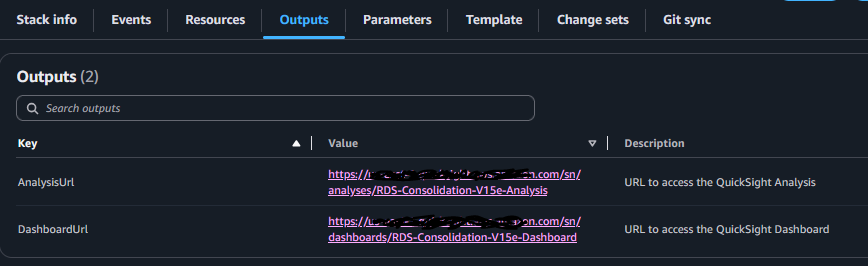 Stack info Events Resources Outputs Parameters Template Change sets Git sync
Outputs (2)
Search outputs
Key Value Description
AnalysisUrl https:// on.com/sn/ URL to access the QuickSight Analysis
analyses/RDS-Consolidation-V15e-Analysis
DashboardUrl https:// on.com/sn/ URL to access the QuickSight Dashboard
dashboards/RDS-Consolidation-V15e-Dashboard